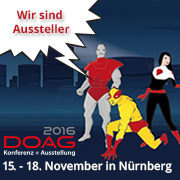 Wir sind
Aussteller
2016
DOAG
Konferenz + Ausstellung
15. - 18. November in Nürnberg